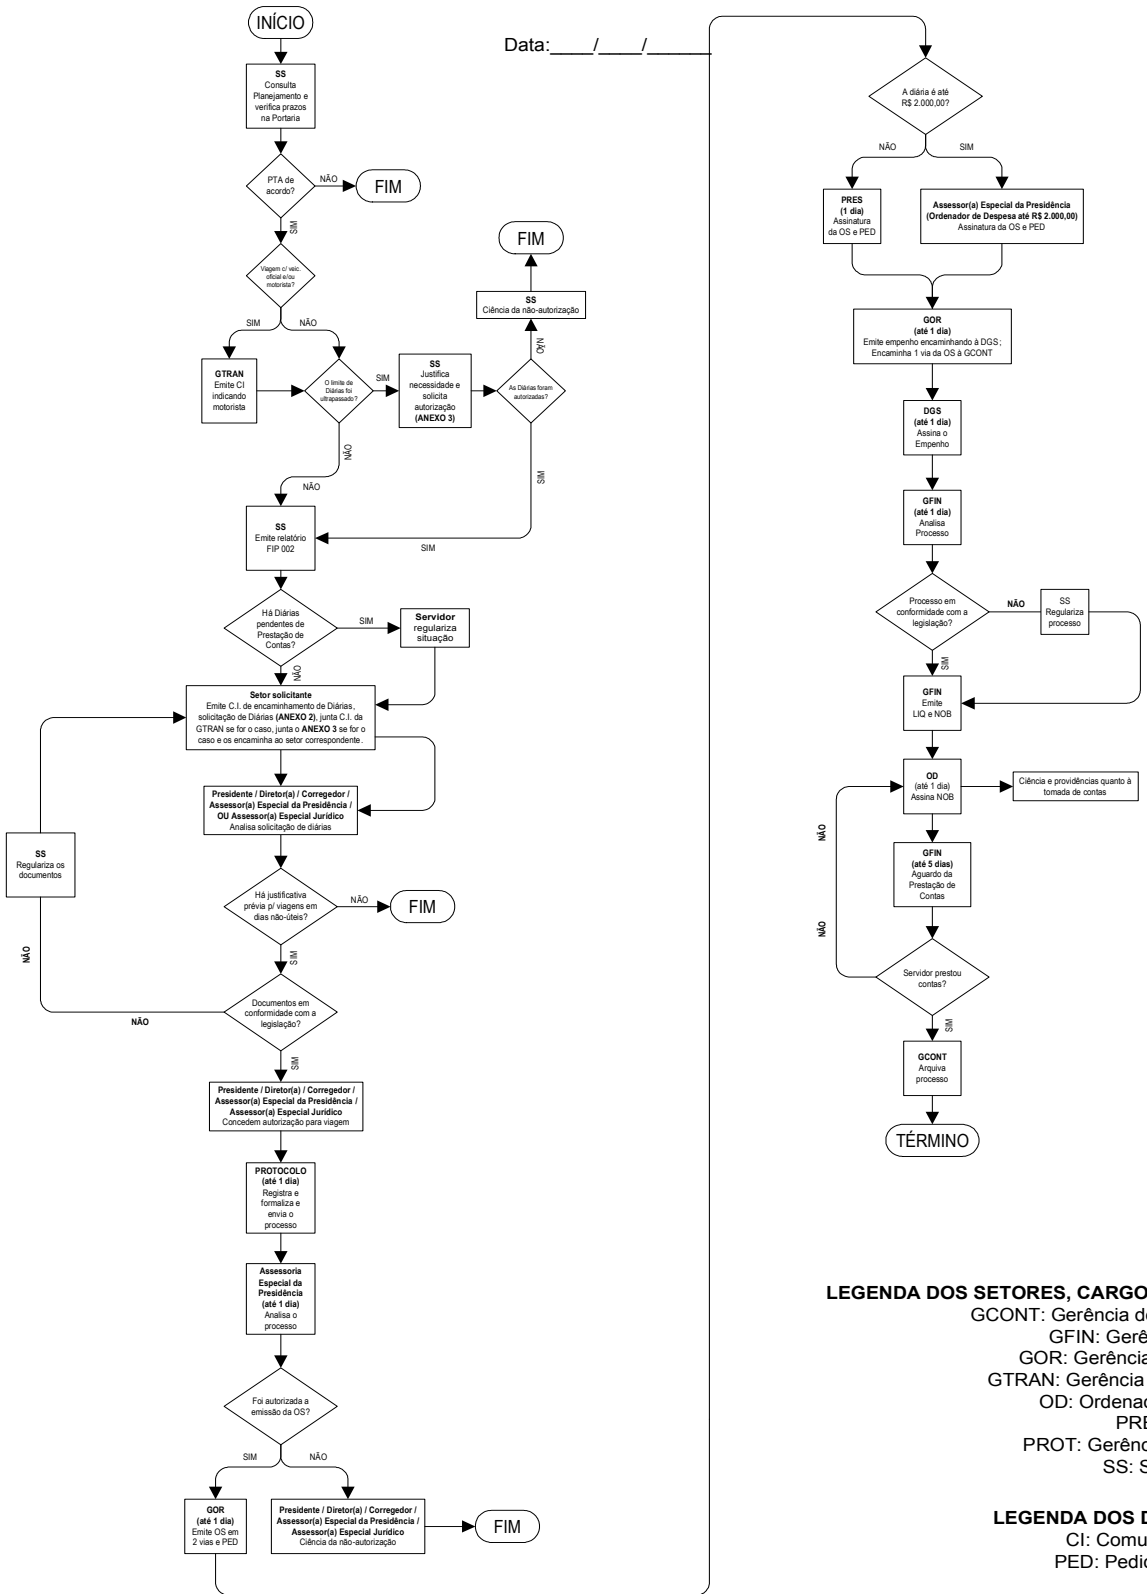 INÍCIO
SS
Consulta
Planejamento e
verifica prazos
na Portaria
PTA de
acordo?
NÃO
FIM
SIM
Viagem c/ veíc.
oficial e/ou
motorista?
SIM
NÃO
GTRAN
Emite CI
indicando
motorista
O limite de
Diárias foi
ultrapassado?
SIM
SS
Justifica
necessidade e
solicita
autorização
(ANEXO 3)
As Diárias foram
autorizadas?
NÃO
SS
Ciência da não-autorização
FIM
SIM
SIM
NÃO
NÃO
SS
Emite relatório
FIP 002
Há Diárias
pendentes de
Prestação de
Contas?
SIM
Servidor
regulariza
situação
NÃO
Setor solicitante
Emite C.I. de encaminhamento de Diárias,
solicitação de Diárias (ANEXO 2), junta C.I. da
GTRAN se for o caso, junta o ANEXO 3 se for o
caso e os encaminha ao setor correspondente.
Presidente / Diretor(a) / Corregedor /
Assessor(a) Especial da Presidência /
OU Assessor(a) Especial Jurídico
Analisa solicitação de diárias
SS
Regulariza os
documentos
Há justificativa
prévia p/ viagens em
dias não-úteis?
NÃO
FIM
SIM
Documentos em
conformidade com a
legislação?
NÃO
NÃO
SIM
Presidente / Diretor(a) / Corregedor /
Assessor(a) Especial da Presidência /
Assessor(a) Especial Jurídico
Concedem autorização para viagem
PROTOCOLO
(até 1 dia)
Registra e
formaliza e
envia o
processo
Assessoria
Especial da
Presidência
(até 1 dia)
Analisa o
processo
Foi autorizada a
emissão da OS?
SIM
NÃO
GOR
(até 1 dia)
Emite OS em
2 vias e PED
Presidente / Diretor(a) / Corregedor /
Assessor(a) Especial da Presidência /
Assessor(a) Especial Jurídico
Ciência da não-autorização
FIM
Data:____/____/______
A diária é até
R$ 2.000,00?
NÃO
SIM
PRES
(1 dia)
Assinatura
da OS e PED
Assessor(a) Especial da Presidência
(Ordenador de Despesa até R$ 2.000,00)
Assinatura da OS e PED
GOR
(até 1 dia)
Emite empenho encaminhando à DGS;
Encaminha 1 via da OS à GCONT
DGS
(até 1 dia)
Assina o
Empenho
GFIN
(até 1 dia)
Analisa
Processo
Processo em
conformidade com a
legislação?
NÃO
SS
Regulariza
processo
SIM
GFIN
Emite
LIQ e NOB
OD
(até 1 dia)
Assina NOB
Ciência e providências quanto à
tomada de contas
GFIN
(até 5 dias)
Aguardo da
Prestação de
Contas
NÃO
NÃO
Servidor prestou
contas?
SIM
GCONT
Arquiva
processo
TÉRMINO
LEGENDA DOS SETORES, CARGO
GCONT: Gerência d
GFIN: Gerê
GOR: Gerência
GTRAN: Gerência
OD: Ordena
PRE
PROT: Gerênc
SS: S
LEGENDA DOS D
CI: Comu
PED: Pedi